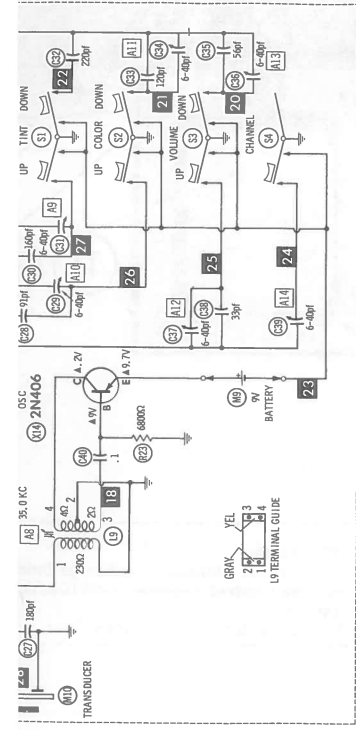 M10
TRANSDUCER
C27
180pf
A8
35.0 KC
1
4
230Ω
4Ω
2
2Ω
3
L9
18
C40
.1
OSC
X14
2N406
C
▲.2V
B
▲9V
E
▲9.7V
6800Ω
R23
C28
91pf
C29
6-40pf
A10
C30
160pf
C31
6-40pf
A9
27
26
UP
TINT
DOWN
S1
22
C32
220pf
UP
COLOR
DOWN
S2
21
C33
120pf
A11
C34
6-40pf
A12
C37
6-40pf
C38
33pf
25
UP
VOLUME
DOWN
S3
20
C35
56pf
C36
6-40pf
A13
C39
6-40pf
A14
24
CHANNEL
S4
M9
9V
BATTERY
23
GRAY
YEL
2
3
1
4
L9 TERMINAL GUIDE